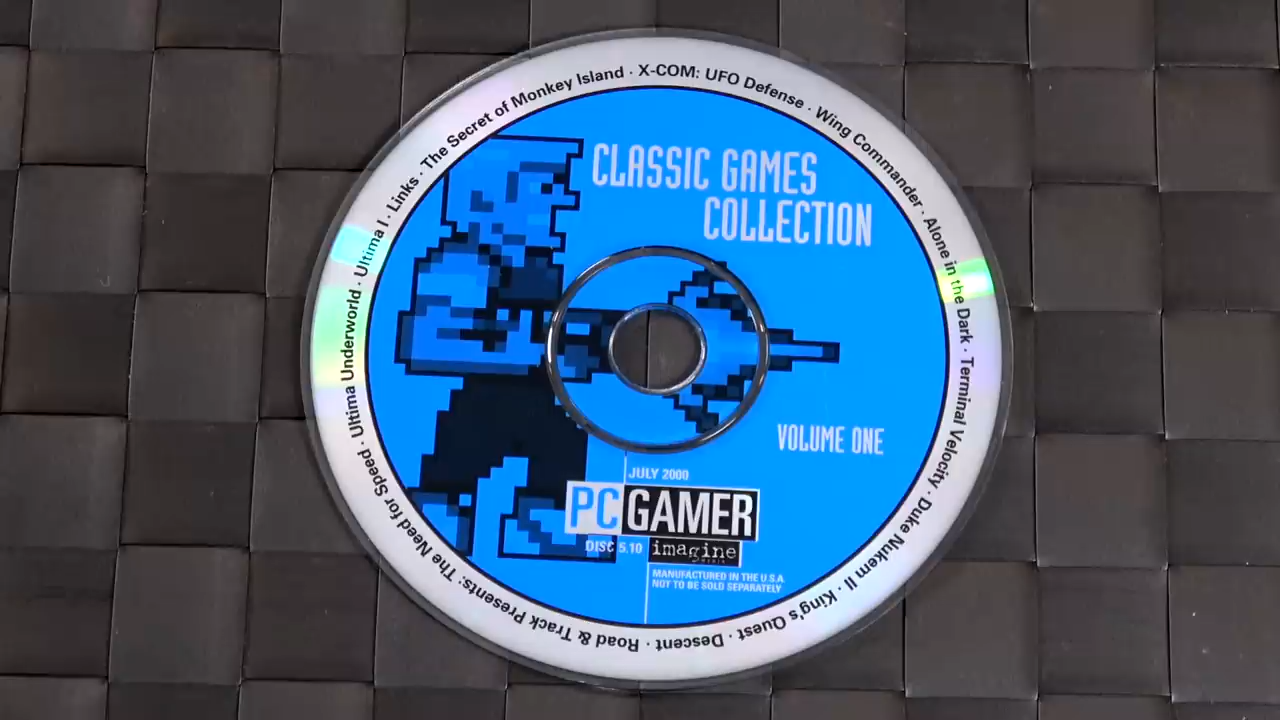 The Secret of Monkey Island · X-COM: UFO Defense · Wing Commander · Alone in the Dark · Terminal Velocity · Duke Nukem II · King's Quest · Descent · Road & Track Presents: The Need for Speed · Ultima Underworld · Ultima I · Links ·
CLASSIC GAMES
COLLECTION
VOLUME ONE
JULY 2000
PC GAMER
DISC 5.10
imagine
MANUFACTURED IN THE U.S.A.
NOT TO BE SOLD SEPARATELY